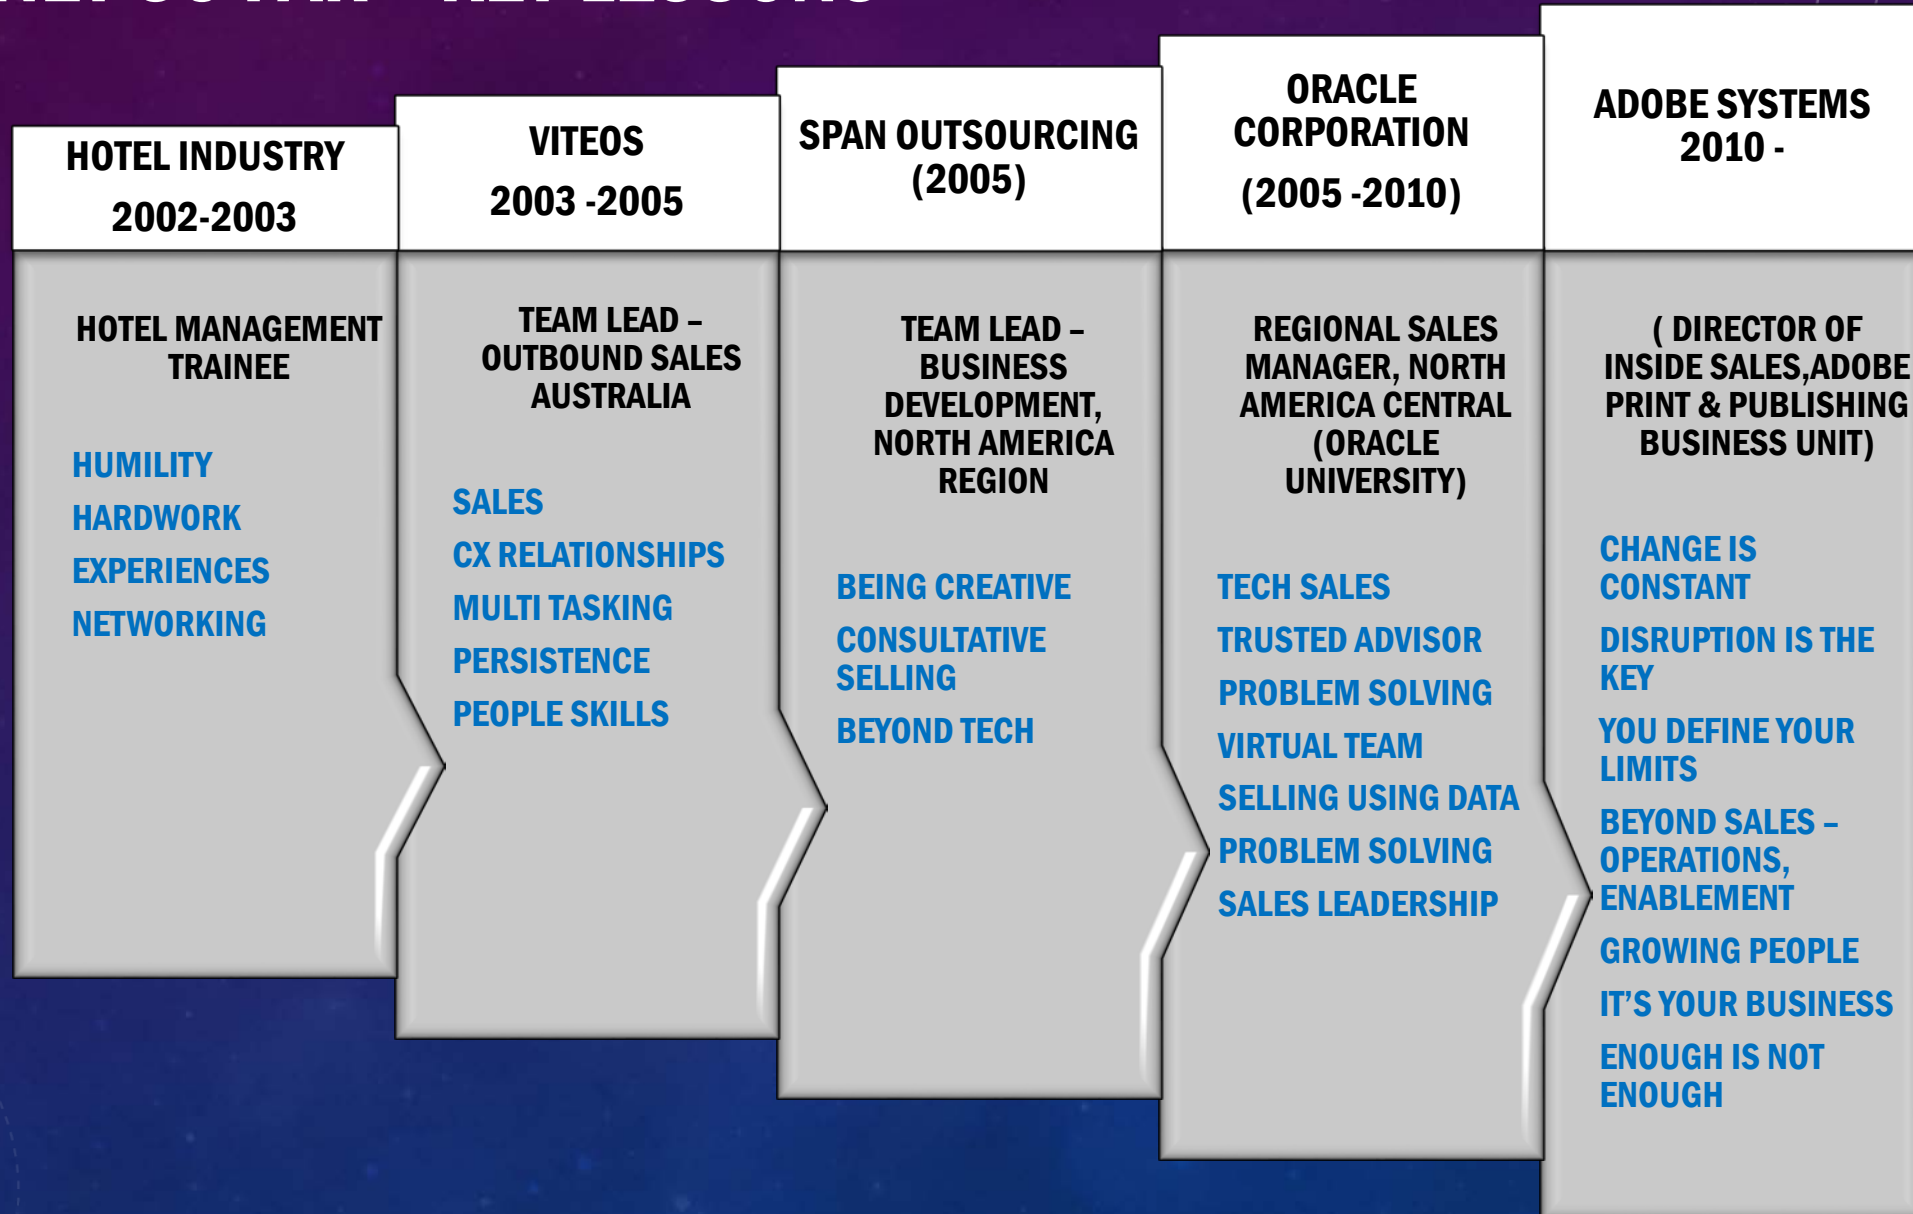 HOTEL INDUSTRY
2002-2003
HOTEL MANAGEMENT
TRAINEE
HUMILITY
HARDWORK
EXPERIENCES
NETWORKING
VITEOS
2003 -2005
TEAM LEAD –
OUTBOUND SALES
AUSTRALIA
SALES
CX RELATIONSHIPS
MULTI TASKING
PERSISTENCE
PEOPLE SKILLS
SPAN OUTSOURCING
(2005)
TEAM LEAD –
BUSINESS
DEVELOPMENT,
NORTH AMERICA
REGION
BEING CREATIVE
CONSULTATIVE
SELLING
BEYOND TECH
ORACLE
CORPORATION
(2005 -2010)
REGIONAL SALES
MANAGER, NORTH
AMERICA CENTRAL
(ORACLE
UNIVERSITY)
TECH SALES
TRUSTED ADVISOR
PROBLEM SOLVING
VIRTUAL TEAM
SELLING USING DATA
PROBLEM SOLVING
SALES LEADERSHIP
ADOBE SYSTEMS
2010 -
( DIRECTOR OF
INSIDE SALES,ADOBE
PRINT & PUBLISHING
BUSINESS UNIT)
CHANGE IS
CONSTANT
DISRUPTION IS THE
KEY
YOU DEFINE YOUR
LIMITS
BEYOND SALES –
OPERATIONS,
ENABLEMENT
GROWING PEOPLE
IT’S YOUR BUSINESS
ENOUGH IS NOT
ENOUGH